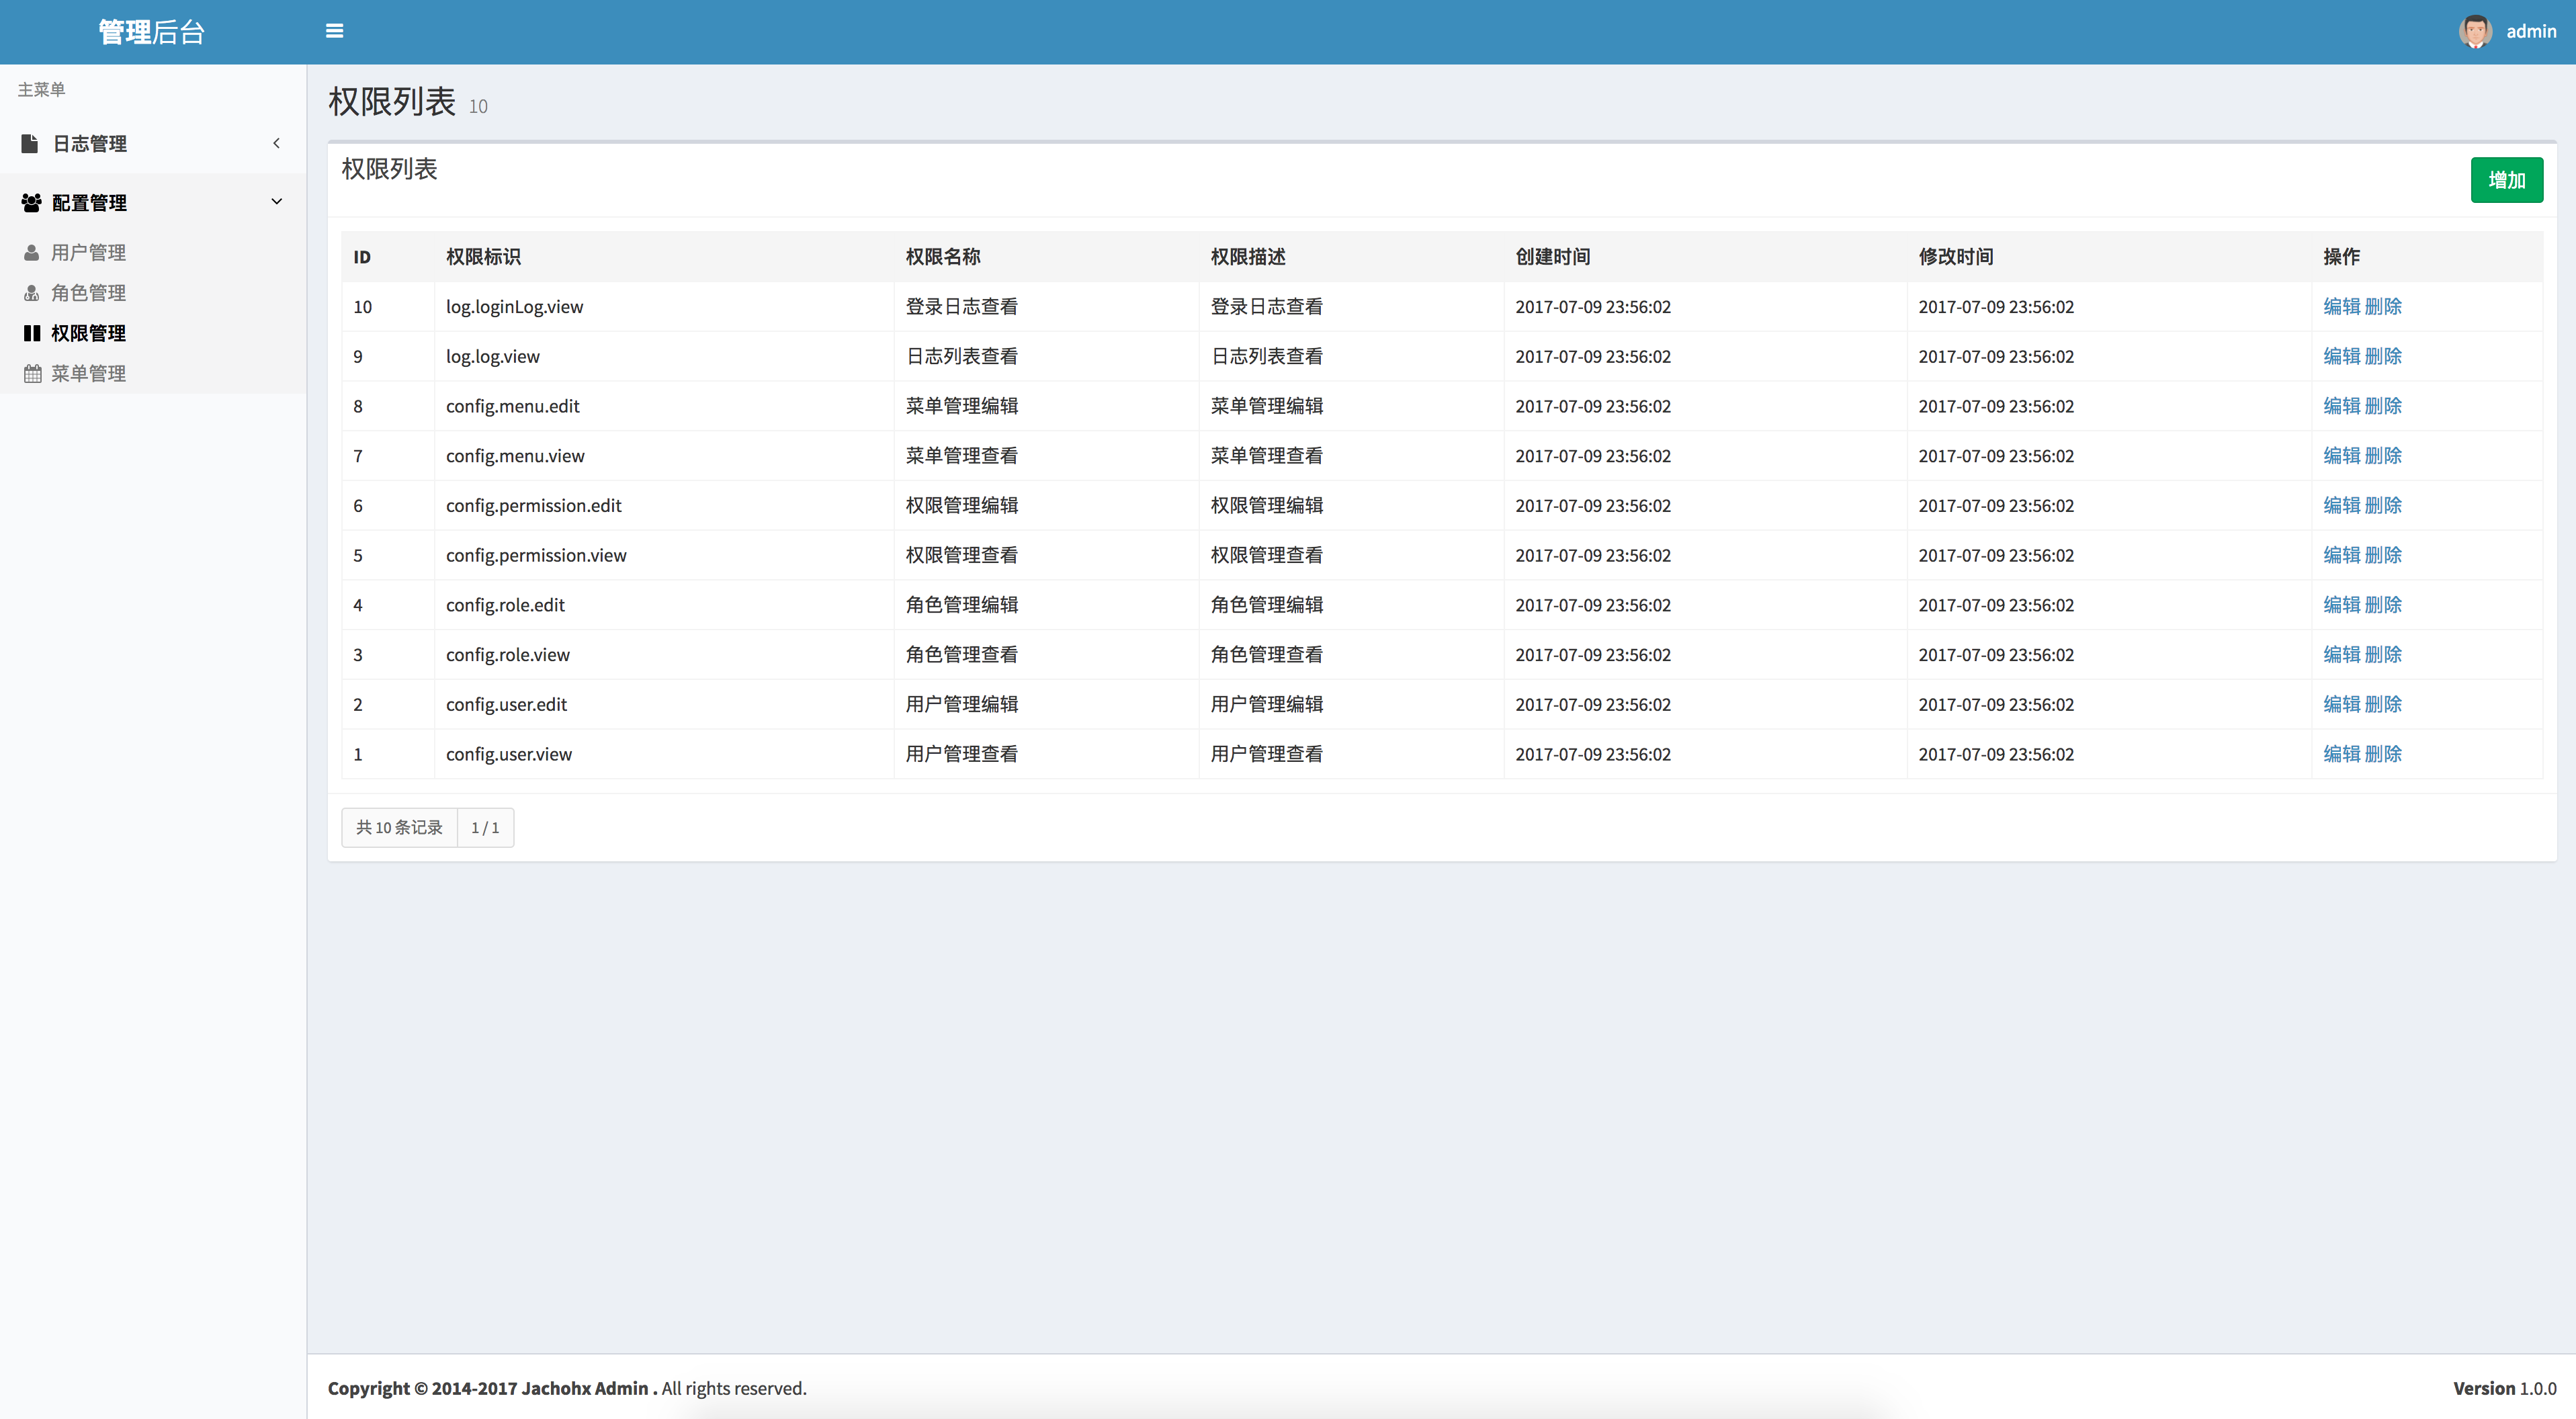 管理后台
admin
主菜单
日志管理
配置管理
用户管理
角色管理
权限管理
菜单管理
权限列表 10
权限列表
增加
ID 权限标识 权限名称 权限描述 创建时间 修改时间 操作
10 log.loginLog.view 登录日志查看 登录日志查看 2017-07-09 23:56:02 2017-07-09 23:56:02 编辑 删除
9 log.log.view 日志列表查看 日志列表查看 2017-07-09 23:56:02 2017-07-09 23:56:02 编辑 删除
8 config.menu.edit 菜单管理编辑 菜单管理编辑 2017-07-09 23:56:02 2017-07-09 23:56:02 编辑 删除
7 config.menu.view 菜单管理查看 菜单管理查看 2017-07-09 23:56:02 2017-07-09 23:56:02 编辑 删除
6 config.permission.edit 权限管理编辑 权限管理编辑 2017-07-09 23:56:02 2017-07-09 23:56:02 编辑 删除
5 config.permission.view 权限管理查看 权限管理查看 2017-07-09 23:56:02 2017-07-09 23:56:02 编辑 删除
4 config.role.edit 角色管理编辑 角色管理编辑 2017-07-09 23:56:02 2017-07-09 23:56:02 编辑 删除
3 config.role.view 角色管理查看 角色管理查看 2017-07-09 23:56:02 2017-07-09 23:56:02 编辑 删除
2 config.user.edit 用户管理编辑 用户管理编辑 2017-07-09 23:56:02 2017-07-09 23:56:02 编辑 删除
1 config.user.view 用户管理查看 用户管理查看 2017-07-09 23:56:02 2017-07-09 23:56:02 编辑 删除
共 10 条记录 1 / 1
Copyright © 2014-2017 Jachohx Admin . All rights reserved.
Version 1.0.0